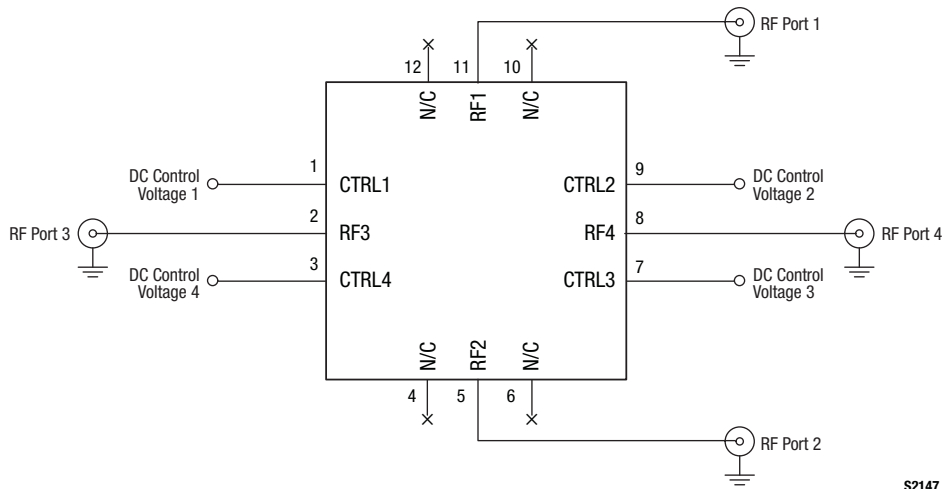 RF Port 1
12
11
10
N/C
RF1
N/C
DC Control
Voltage 1
1
CTRL1
CTRL2
9
DC Control
Voltage 2
RF Port 3
2
RF3
RF4
8
RF Port 4
DC Control
Voltage 4
3
CTRL4
CTRL3
7
DC Control
Voltage 3
N/C
RF2
N/C
4
5
6
RF Port 2
S2147